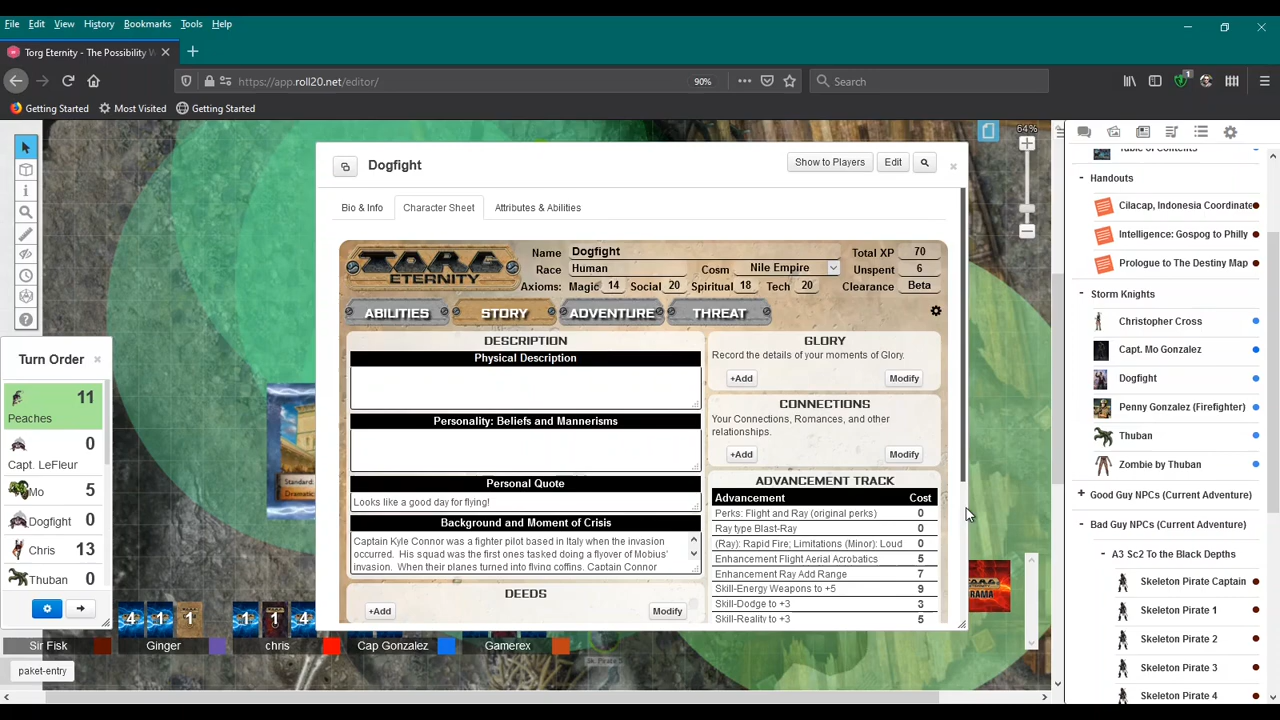 File Edit View History Bookmarks Tools Help
Torg Eternity - The Possibility W
https://app.roll20.net/editor/
90%
Search
1
Getting Started Most Visited Getting Started
64%
Dogfight
Show to Players Edit
Bio & Info Character Sheet Attributes & Abilities
TORG
ETERNITY
Name Dogfight Total XP 70
Race Human Cosm Nile Empire Unspent 6
Axioms: Magic 14 Social 20 Spiritual 18 Tech 20 Clearance Beta
ABILITIES STORY ADVENTURE THREAT
DESCRIPTION
Physical Description
Personality: Beliefs and Mannerisms
Personal Quote
Looks like a good day for flying!
Background and Moment of Crisis
Captain Kyle Connor was a fighter pilot based in Italy when the invasion
occurred. His squad was the first ones tasked doing a flyover of Mobius'
invasion. When their planes turned into flying coffins. Captain Connor
DEEDS
+Add Modify
GLORY
Record the details of your moments of Glory.
+Add Modify
CONNECTIONS
Your Connections, Romances, and other
relationships.
+Add Modify
ADVANCEMENT TRACK
Advancement Cost
Perks: Flight and Ray (original perks) 0
Ray type Blast-Ray 0
(Ray): Rapid Fire; Limitations (Minor): Loud 0
Enhancement Flight Aerial Acrobatics 5
Enhancement Ray Add Range 7
Skill-Energy Weapons to +5 9
Skill-Dodge to +3 3
Skill-Reality to +3 5
Turn Order
11
Peaches
0
Capt. LeFleur
Mo 5
Dogfight 0
Chris 13
Thuban 0
Standard:
Dramatic
RAMA
4 1 1 1 1 4
Sir Fisk Ginger chris Cap Gonzalez Gamerex
Sk. Pirate
paket-entry
Table of Contents
Handouts
Cilacap, Indonesia Coordinate
Intelligence: Gospog to Philly
Prologue to The Destiny Map
Storm Knights
Christopher Cross
Capt. Mo Gonzalez
Dogfight
Penny Gonzalez (Firefighter)
Thuban
Zombie by Thuban
Good Guy NPCs (Current Adventure)
Bad Guy NPCs (Current Adventure)
A3 Sc2 To the Black Depths
Skeleton Pirate Captain
Skeleton Pirate 1
Skeleton Pirate 2
Skeleton Pirate 3
Skeleton Pirate 4